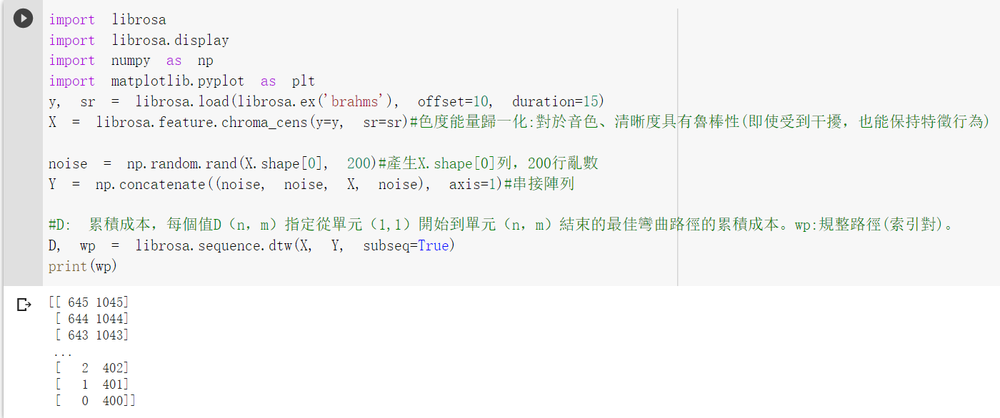 import librosa
import librosa.display
import numpy as np
import matplotlib.pyplot as plt
y, sr = librosa.load(librosa.ex('brahms'), offset=10, duration=15)
X = librosa.feature.chroma_cens(y=y, sr=sr)#色度能量歸一化:對於音色、清晰度具有魯棒性(即使受到干擾，也能保持特徵行為)
noise = np.random.rand(X.shape[0], 200)#產生X.shape[0]列，200行亂數
Y = np.concatenate((noise, noise, X, noise), axis=1)#串接陣列
#D: 累積成本，每個值D（n，m）指定從單元（1,1）開始到單元（n，m）結束的最佳彎曲路徑的累積成本。wp:規整路徑(索引對)。
D, wp = librosa.sequence.dtw(X, Y, subseq=True)
print(wp)
[[ 645 1045]
[ 644 1044]
[ 643 1043]
...
[ 2 402]
[ 1 401]
[ 0 400]]